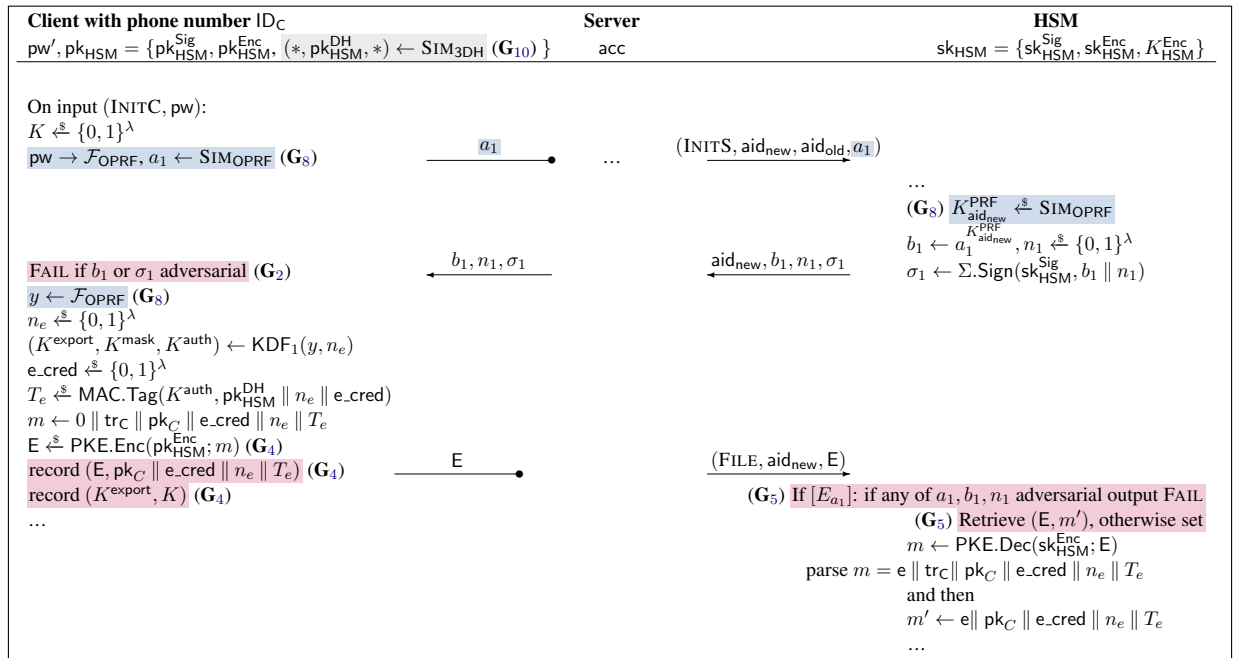 Client with phone number ID_C Server HSM
pw′, pk_HSM = {pk^Sig_HSM, pk^Enc_HSM, (∗, pk^DH_HSM, ∗) ← SIM_3DH (G_10) } acc sk_HSM = {sk^Sig_HSM, sk^Enc_HSM, K^Enc_HSM}
On input (INITC, pw):
K ←$ {0, 1}^λ
pw → F_OPRF, a_1 ← SIM_OPRF (G_8) a_1 ... (INITS, aid_new, aid_old, a_1)
...
(G_8) K^PRF_aid_new ←$ SIM_OPRF
b_1 ← a_1^{K^PRF_aid_new}, n_1 ←$ {0, 1}^λ
FAIL if b_1 or σ_1 adversarial (G_2) b_1, n_1, σ_1 aid_new, b_1, n_1, σ_1 σ_1 ← Σ.Sign(sk^Sig_HSM, b_1 ∥ n_1)
y ← F_OPRF (G_8)
n_e ←$ {0, 1}^λ
(K^export, K^mask, K^auth) ← KDF_1(y, n_e)
e_cred ←$ {0, 1}^λ
T_e ←$ MAC.Tag(K^auth, pk^DH_HSM ∥ n_e ∥ e_cred)
m ← 0 ∥ tr_C ∥ pk_C ∥ e_cred ∥ n_e ∥ T_e
E ←$ PKE.Enc(pk^Enc_HSM; m) (G_4)
record (E, pk_C ∥ e_cred ∥ n_e ∥ T_e) (G_4) E (FILE, aid_new, E)
record (K^export, K) (G_4) (G_5) If [E_{a_1}]: if any of a_1, b_1, n_1 adversarial output FAIL
... (G_5) Retrieve (E, m′), otherwise set
m ← PKE.Dec(sk^Enc_HSM; E)
parse m = e ∥ tr_C ∥ pk_C ∥ e_cred ∥ n_e ∥ T_e
and then
m′ ← e∥ pk_C ∥ e_cred ∥ n_e ∥ T_e
...